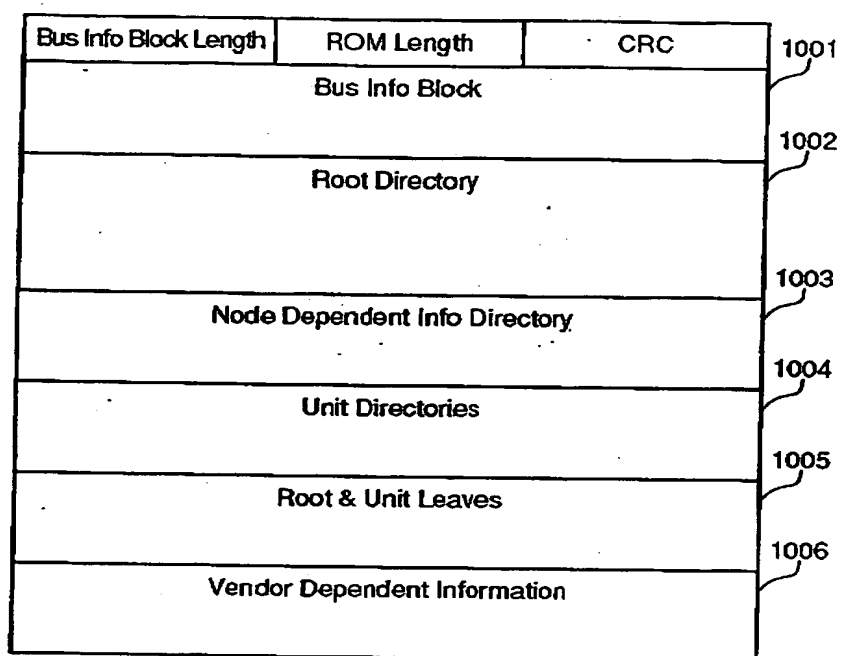 Bus Info Block Length ROM Length CRC
1001
Bus Info Block
1002
Root Directory
1003
Node Dependent Info Directory
1004
Unit Directories
1005
Root & Unit Leaves
1006
Vendor Dependent Information